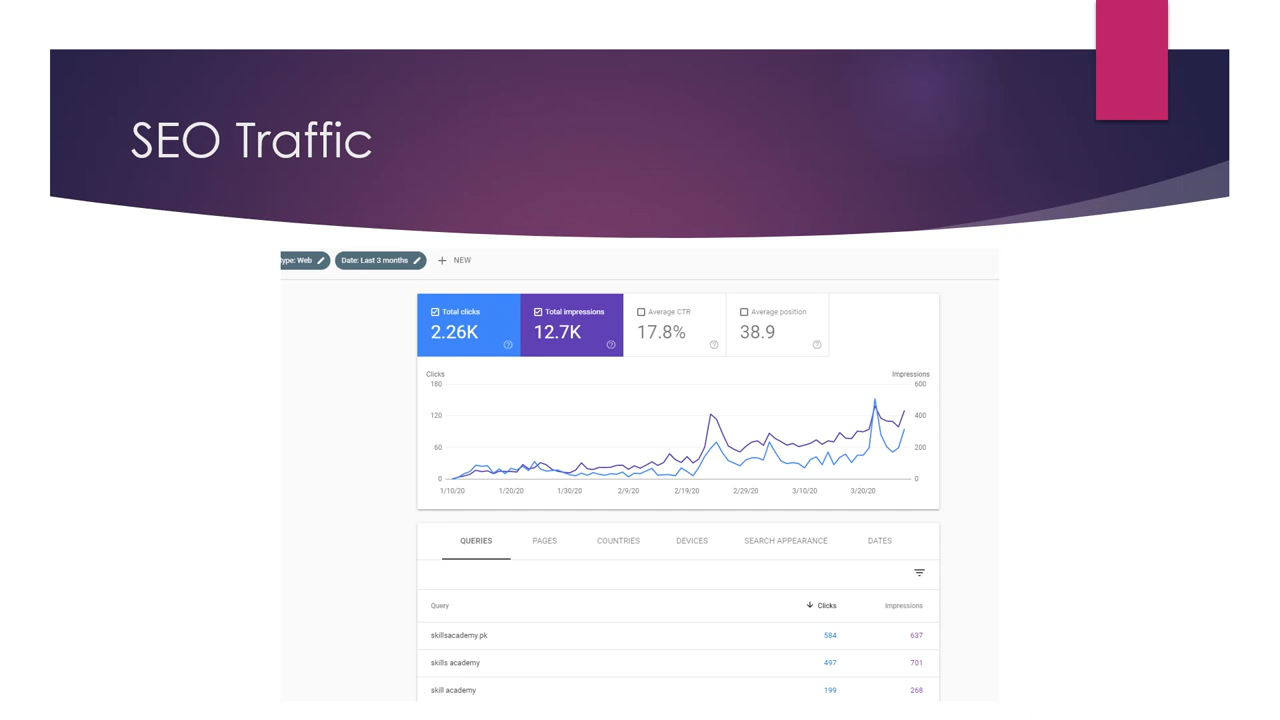 SEO Traffic
type: Web
Date: Last 3 months
NEW
Total clicks
2.26K
Total impressions
12.7K
Average CTR
17.8%
Average position
38.9
Clicks
Impressions
180
120
60
0
600
400
200
0
1/10/20 1/20/20 1/30/20 2/9/20 2/19/20 2/29/20 3/10/20 3/20/20
QUERIES PAGES COUNTRIES DEVICES SEARCH APPEARANCE DATES
Query Clicks Impressions
skillsacademy.pk 584 637
skills academy 497 701
skill academy 199 268